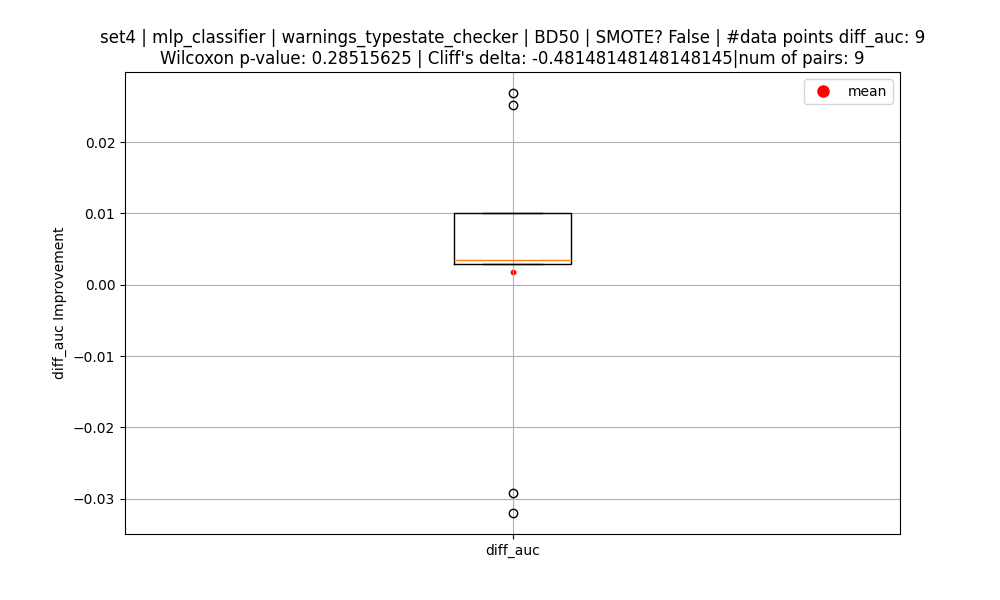 set4 | mlp_classifier | warnings_typestate_checker | BD50 | SMOTE? False | #data points diff_auc: 9
Wilcoxon p-value: 0.28515625 | Cliff's delta: -0.48148148148148145|num of pairs: 9
mean
0.02
0.01
0.00
−0.01
−0.02
−0.03
diff_auc Improvement
diff_auc